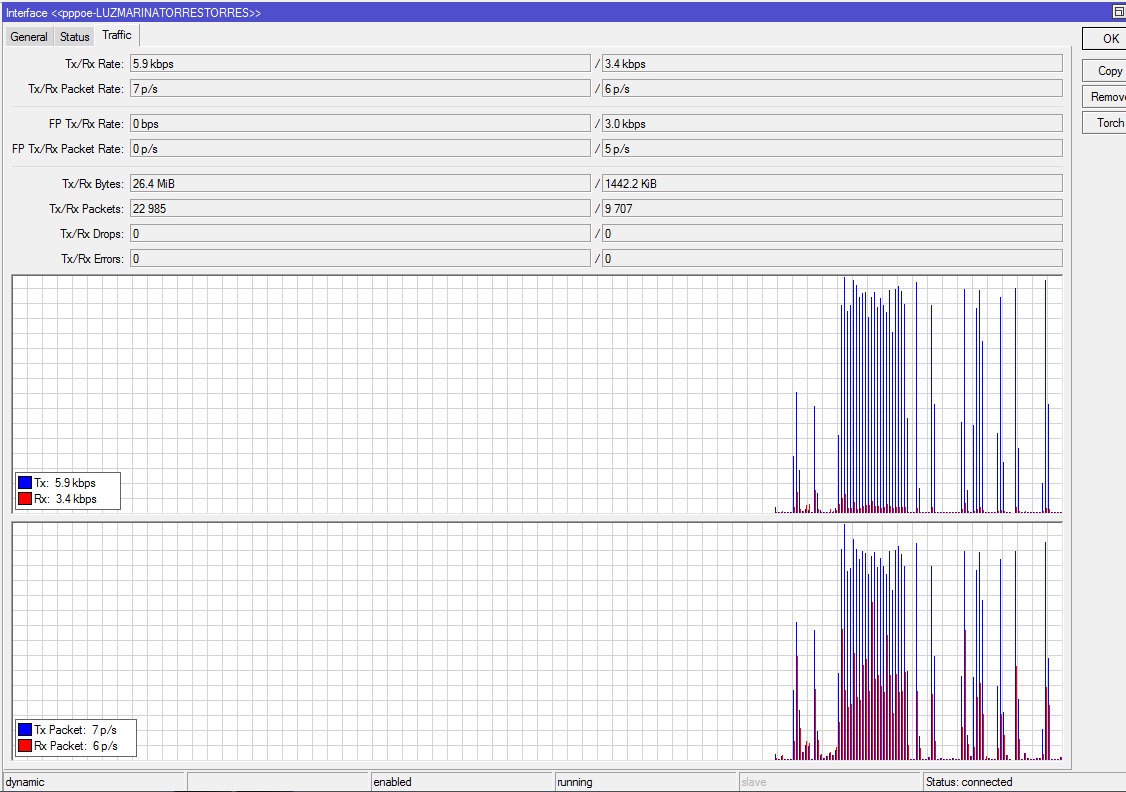 Interface <<pppoe-LUZMARINATORRESTORRES>>
General Status Traffic
OK
Copy
Remove
Torch
Tx/Rx Rate: 5.9 kbps / 3.4 kbps
Tx/Rx Packet Rate: 7 p/s / 6 p/s
FP Tx/Rx Rate: 0 bps / 3.0 kbps
FP Tx/Rx Packet Rate: 0 p/s / 5 p/s
Tx/Rx Bytes: 26.4 MiB / 1442.2 KiB
Tx/Rx Packets: 22 985 / 9 707
Tx/Rx Drops: 0 / 0
Tx/Rx Errors: 0 / 0
Tx: 5.9 kbps
Rx: 3.4 kbps
Tx Packet: 7 p/s
Rx Packet: 6 p/s
dynamic enabled running slave Status: connected